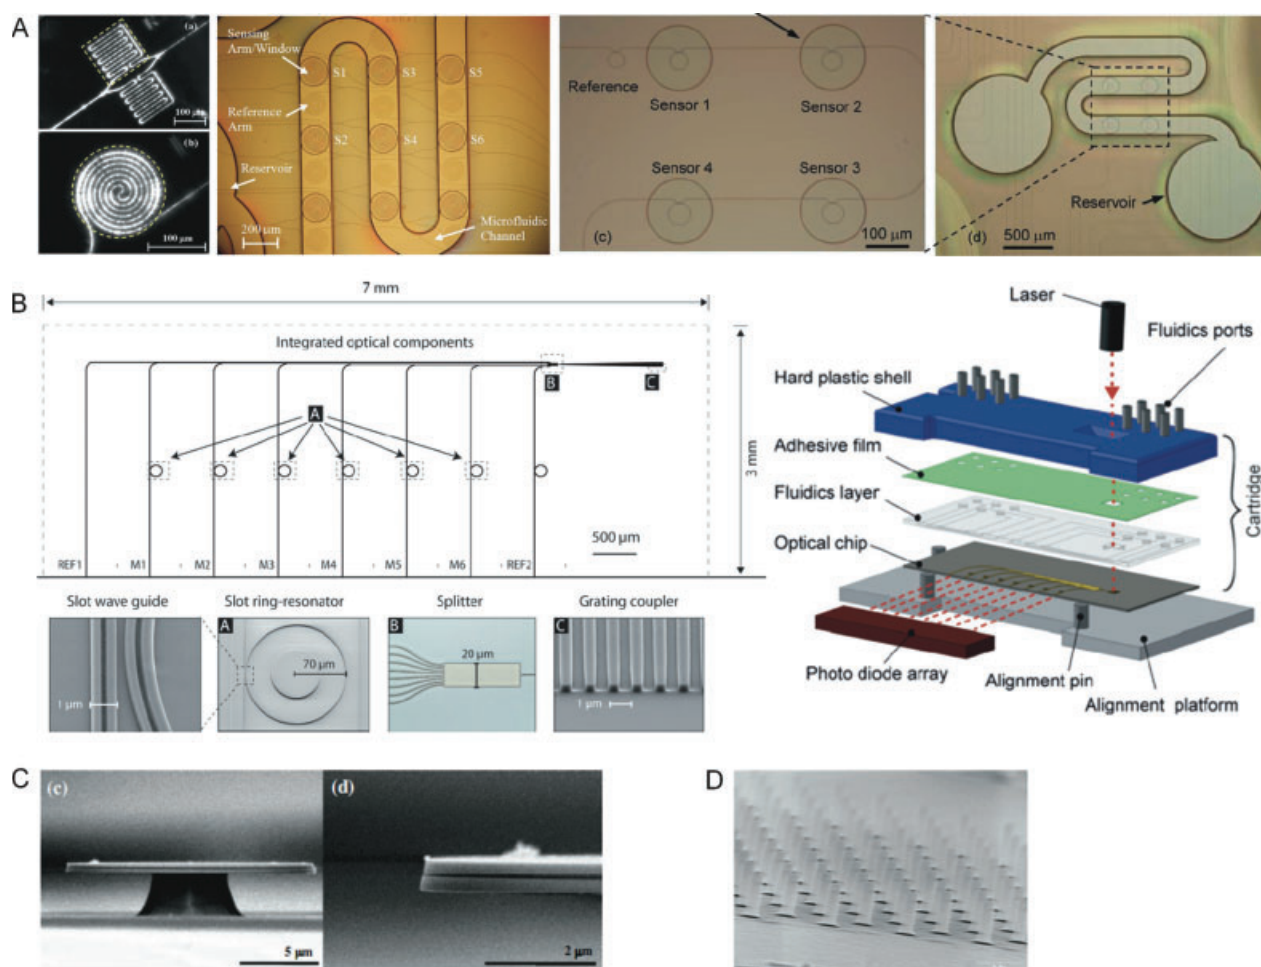 A
(a)
100 μm
(b)
100 μm
Sensing
Arm/Window
S1
S3
S5
Reference
Arm
S2
S4
S6
Reservoir
Microfluidic
Channel
200 μm
Reference
Sensor 1
Sensor 2
Sensor 4
Sensor 3
(c)
100 μm
Reservoir
(d)
500 μm
B
7 mm
Integrated optical components
B
C
A
3 mm
500 μm
REF1
M1
M2
M3
M4
M5
M6
REF2
Slot wave guide
Slot ring-resonator
Splitter
Grating coupler
1 μm
A
70 μm
B
20 μm
C
1 μm
Laser
Fluidics ports
Hard plastic shell
Adhesive film
Fluidics layer
Optical chip
Cartridge
Photo diode array
Alignment pin
Alignment platform
C
(c)
5 μm
(d)
2 μm
D